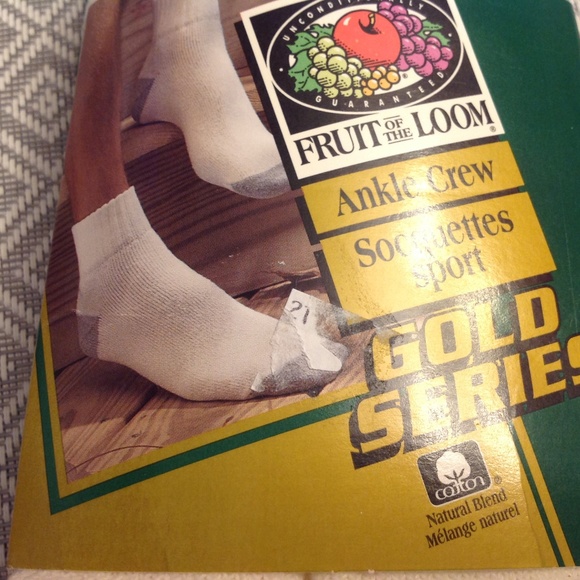 UNCONDITIONALLY
GUARANTEED
FRUIT OF THE LOOM®
Ankle Crew
Socquettes
sport
GOLD
SERIES
21
cotton®
Natural Blend
Mélange naturel